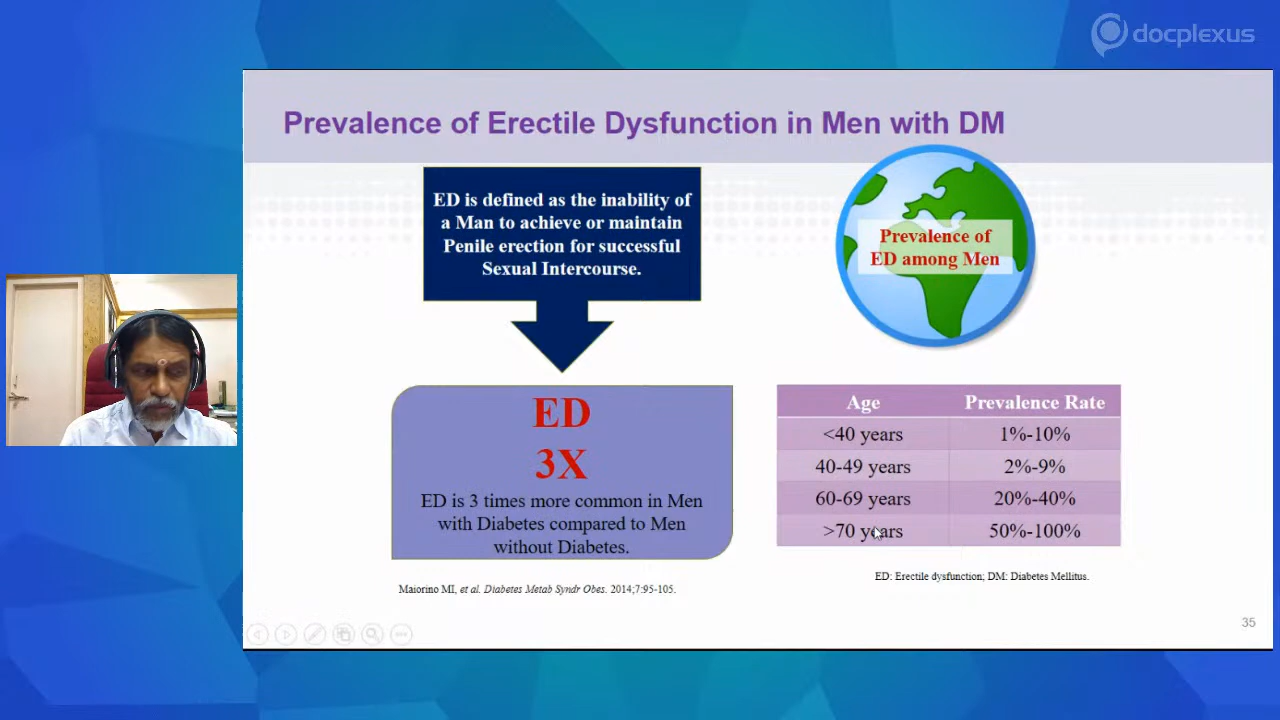 docplexus
Prevalence of Erectile Dysfunction in Men with DM
ED is defined as the inability of
a Man to achieve or maintain
Penile erection for successful
Sexual Intercourse.
ED
3X
ED is 3 times more common in Men
with Diabetes compared to Men
without Diabetes.
Maiorino MI, et al. Diabetes Metab Syndr Obes. 2014;7:95-105.
Prevalence of
ED among Men
Age Prevalence Rate
<40 years 1%-10%
40-49 years 2%-9%
60-69 years 20%-40%
>70 years 50%-100%
ED: Erectile dysfunction; DM: Diabetes Mellitus.
35